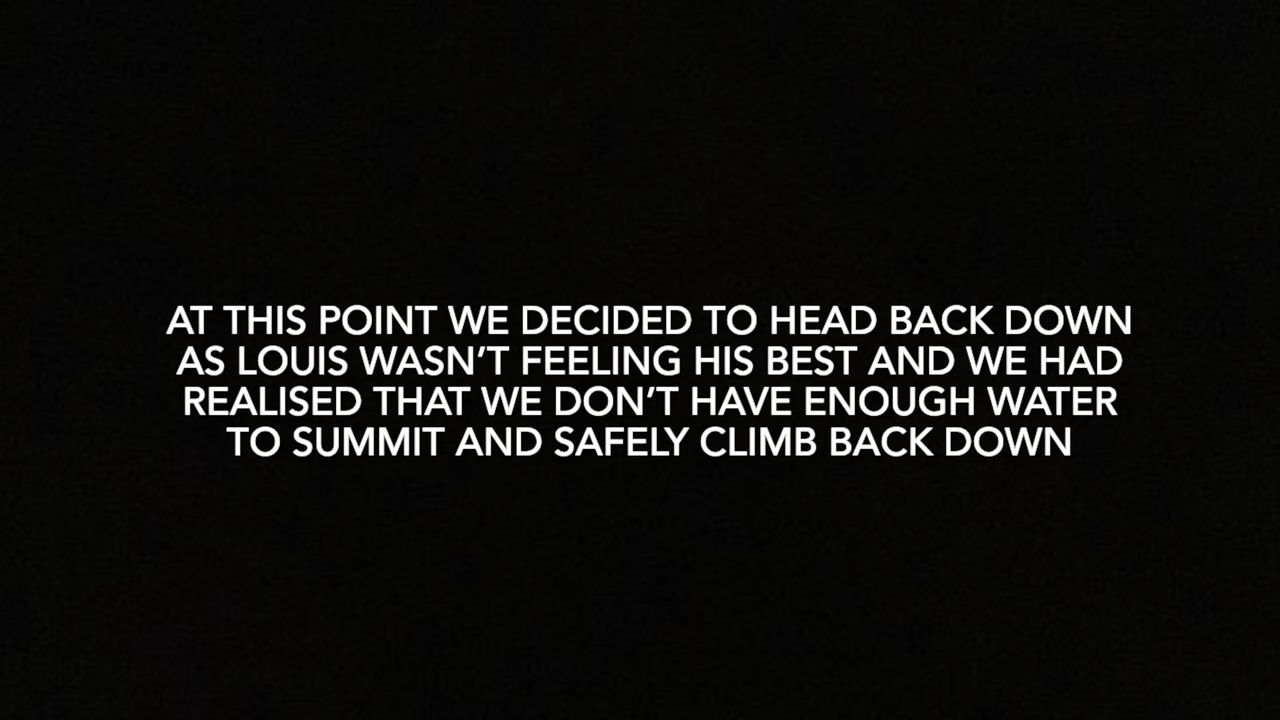 AT THIS POINT WE DECIDED TO HEAD BACK DOWN
AS LOUIS WASN’T FEELING HIS BEST AND WE HAD
REALISED THAT WE DON’T HAVE ENOUGH WATER
TO SUMMIT AND SAFELY CLIMB BACK DOWN